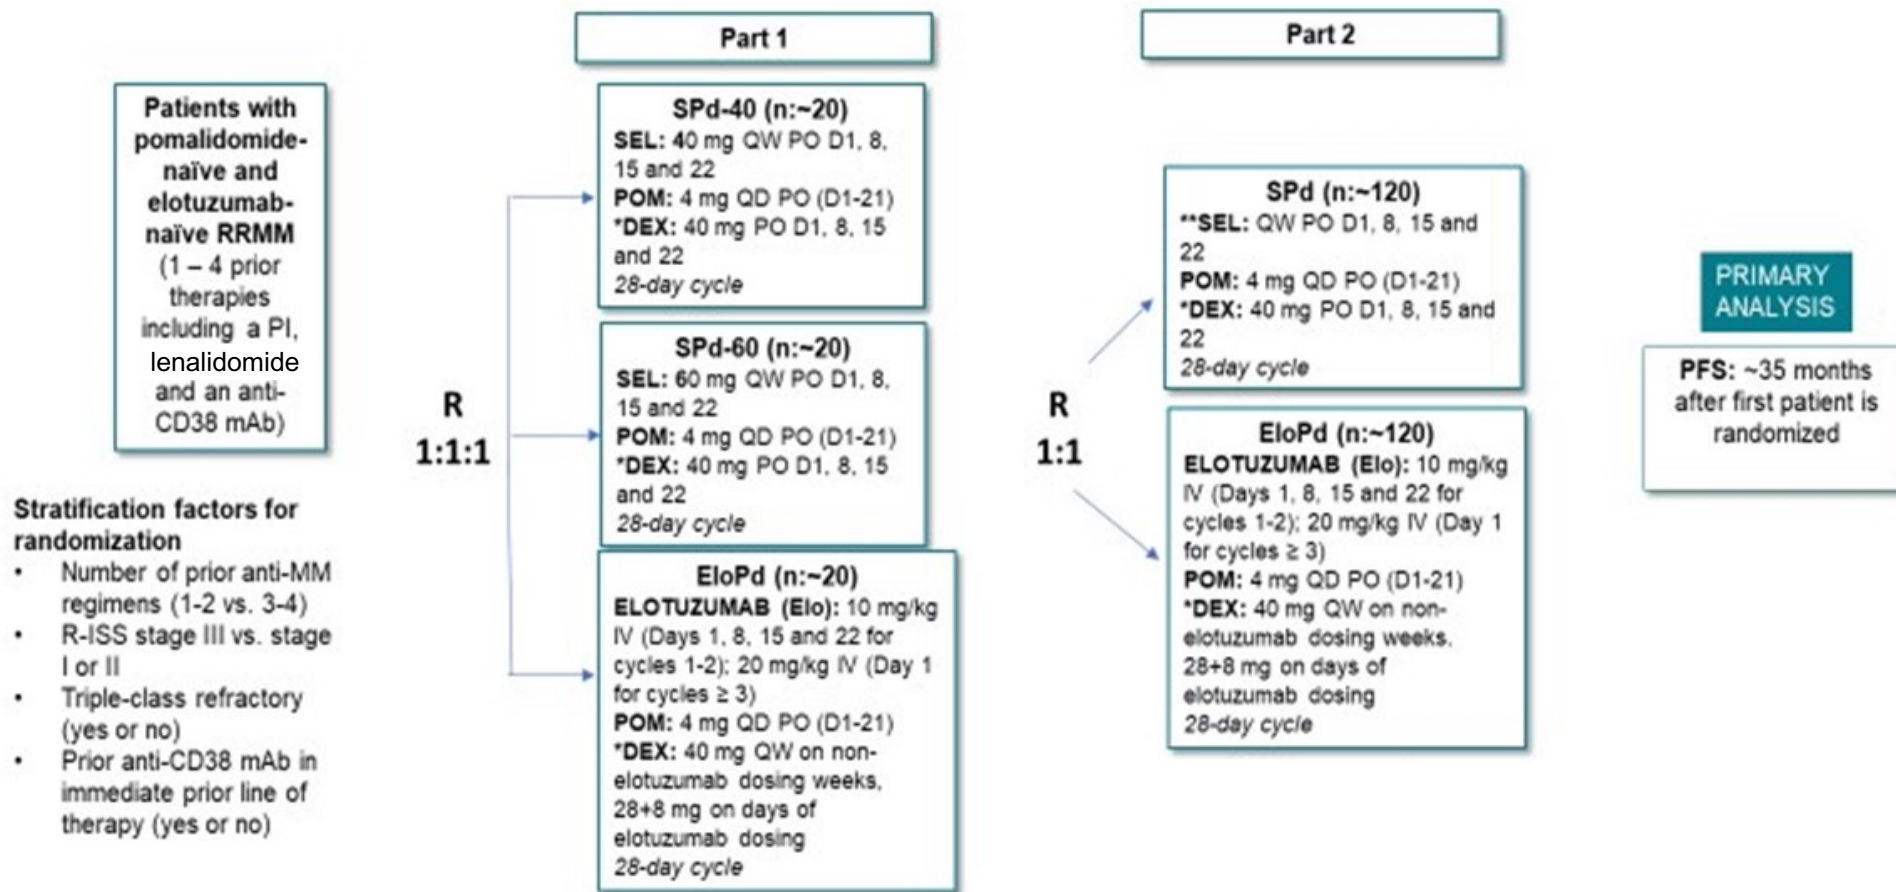 Part 1
Part 2
Patients with
pomalidomide-
naïve and
elotuzumab-
naïve RRMM
(1 – 4 prior
therapies
including a PI,
lenalidomide
and an anti-
CD38 mAb)
Stratification factors for
randomization
• Number of prior anti-MM
regimens (1-2 vs. 3-4)
• R-ISS stage III vs. stage
I or II
• Triple-class refractory
(yes or no)
• Prior anti-CD38 mAb in
immediate prior line of
therapy (yes or no)
R
1:1:1
SPd-40 (n:~20)
SEL: 40 mg QW PO D1, 8,
15 and 22
POM: 4 mg QD PO (D1-21)
*DEX: 40 mg PO D1, 8, 15
and 22
28-day cycle
SPd-60 (n:~20)
SEL: 60 mg QW PO D1, 8,
15 and 22
POM: 4 mg QD PO (D1-21)
*DEX: 40 mg PO D1, 8, 15
and 22
28-day cycle
EloPd (n:~20)
ELOTUZUMAB (Elo): 10 mg/kg
IV (Days 1, 8, 15 and 22 for
cycles 1-2); 20 mg/kg IV (Day 1
for cycles ≥ 3)
POM: 4 mg QD PO (D1-21)
*DEX: 40 mg QW on non-
elotuzumab dosing weeks,
28+8 mg on days of
elotuzumab dosing
28-day cycle
R
1:1
SPd (n:~120)
**SEL: QW PO D1, 8, 15 and
22
POM: 4 mg QD PO (D1-21)
*DEX: 40 mg PO D1, 8, 15 and
22
28-day cycle
EloPd (n:~120)
ELOTUZUMAB (Elo): 10 mg/kg
IV (Days 1, 8, 15 and 22 for
cycles 1-2); 20 mg/kg IV (Day 1
for cycles ≥ 3)
POM: 4 mg QD PO (D1-21)
*DEX: 40 mg QW on non-
elotuzumab dosing weeks.
28+8 mg on days of
elotuzumab dosing
28-day cycle
PRIMARY
ANALYSIS
PFS: ~35 months
after first patient is
randomized